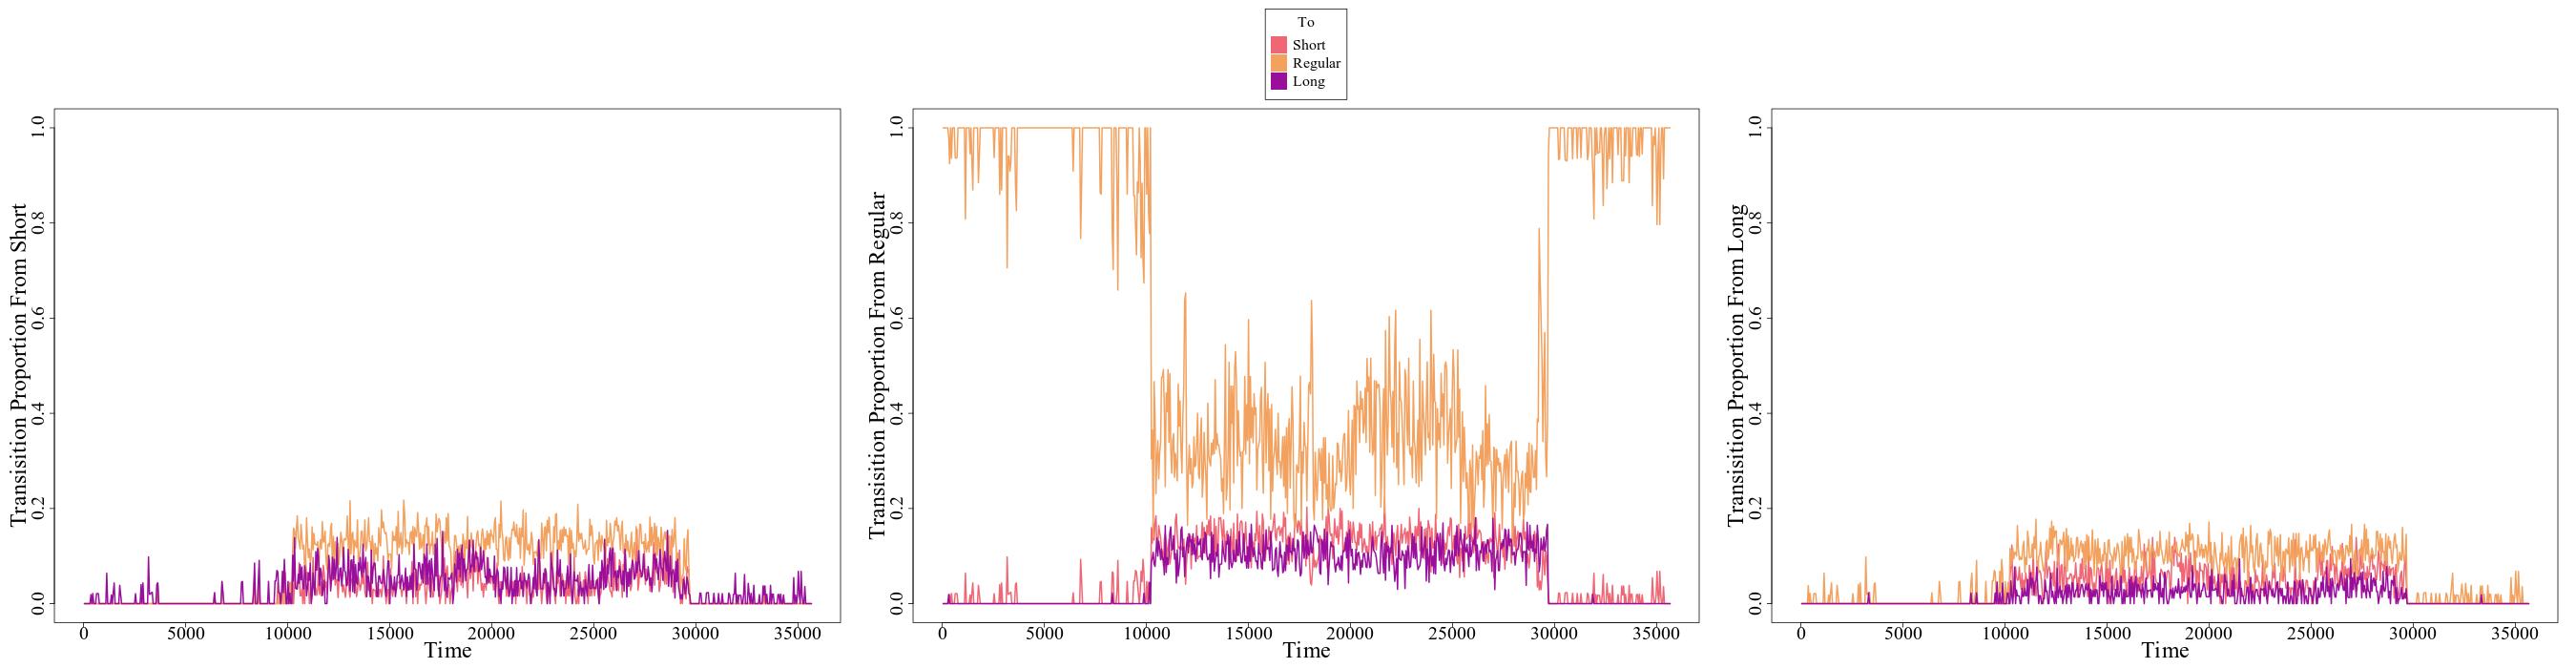 To
Short
Regular
Long
Transisition Proportion From Short
1.0
0.8
0.6
0.4
0.2
0.0
0 5000 10000 15000 20000 25000 30000 35000
Time
Transisition Proportion From Regular
1.0
0.8
0.6
0.4
0.2
0.0
0 5000 10000 15000 20000 25000 30000 35000
Time
Transisition Proportion From Long
1.0
0.8
0.6
0.4
0.2
0.0
0 5000 10000 15000 20000 25000 30000 35000
Time